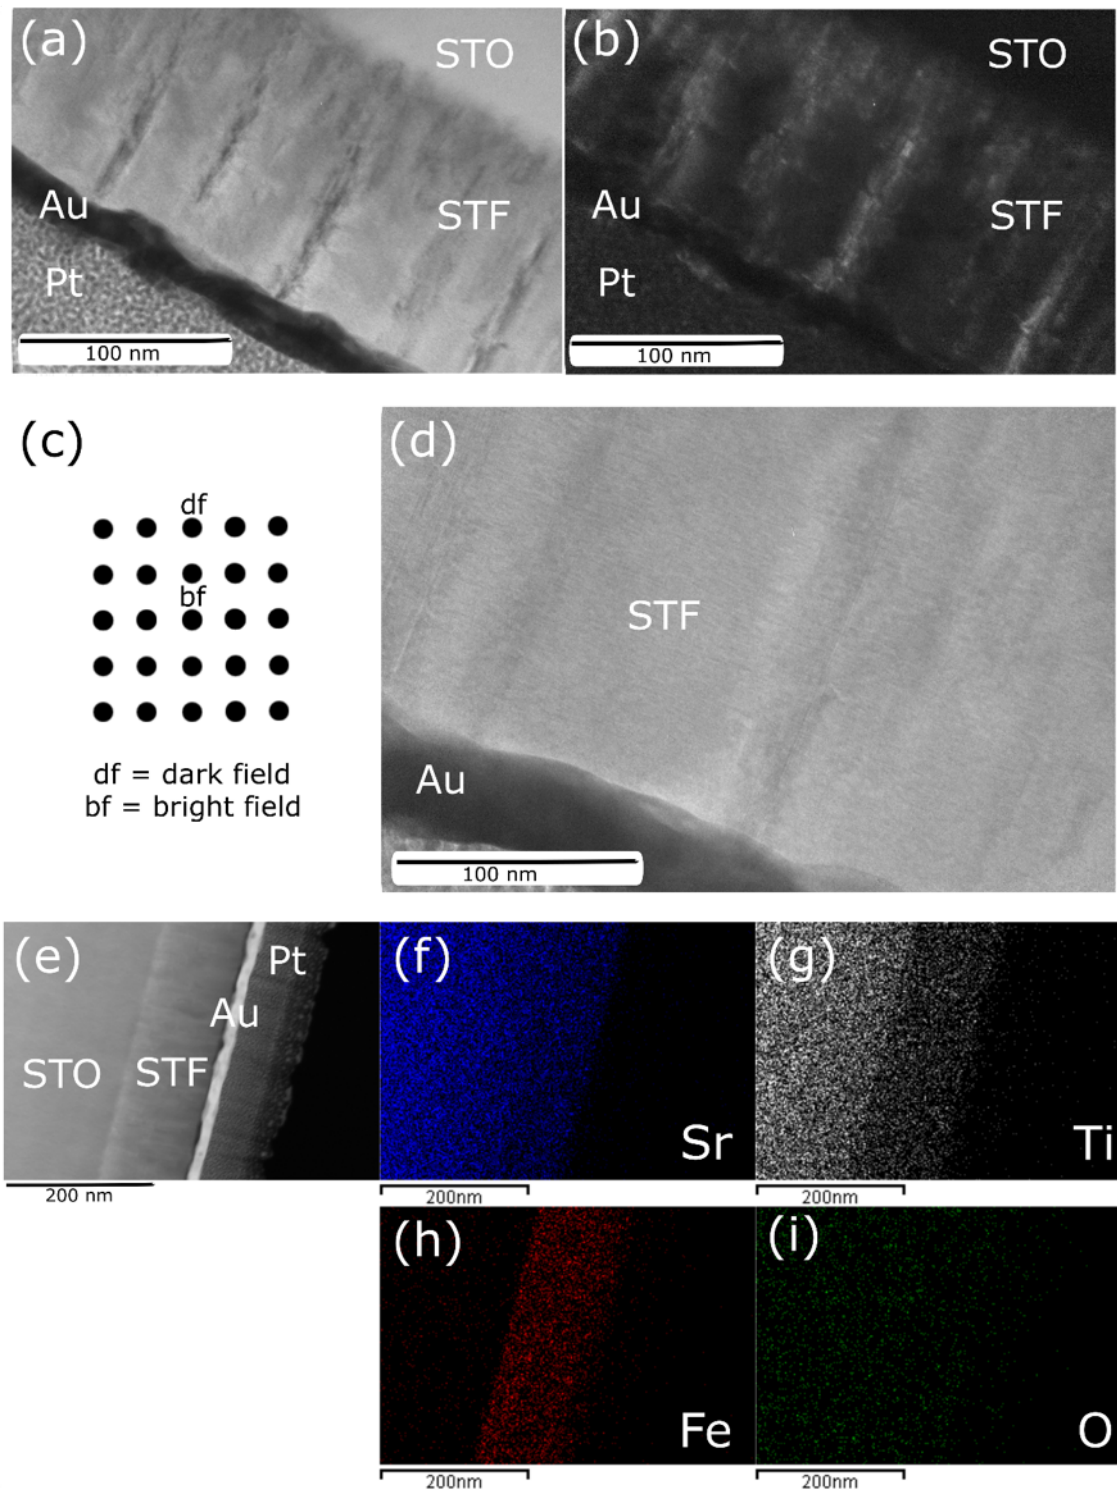 (a)
STO
Au
STF
Pt
100 nm
(b)
STO
Au
STF
Pt
100 nm
(c)
df
bf
df = dark field
bf = bright field
(d)
STF
Au
100 nm
(e)
Pt
Au
STO
STF
200 nm
(f)
Sr
200nm
(g)
Ti
200nm
(h)
Fe
200nm
(i)
O
200nm